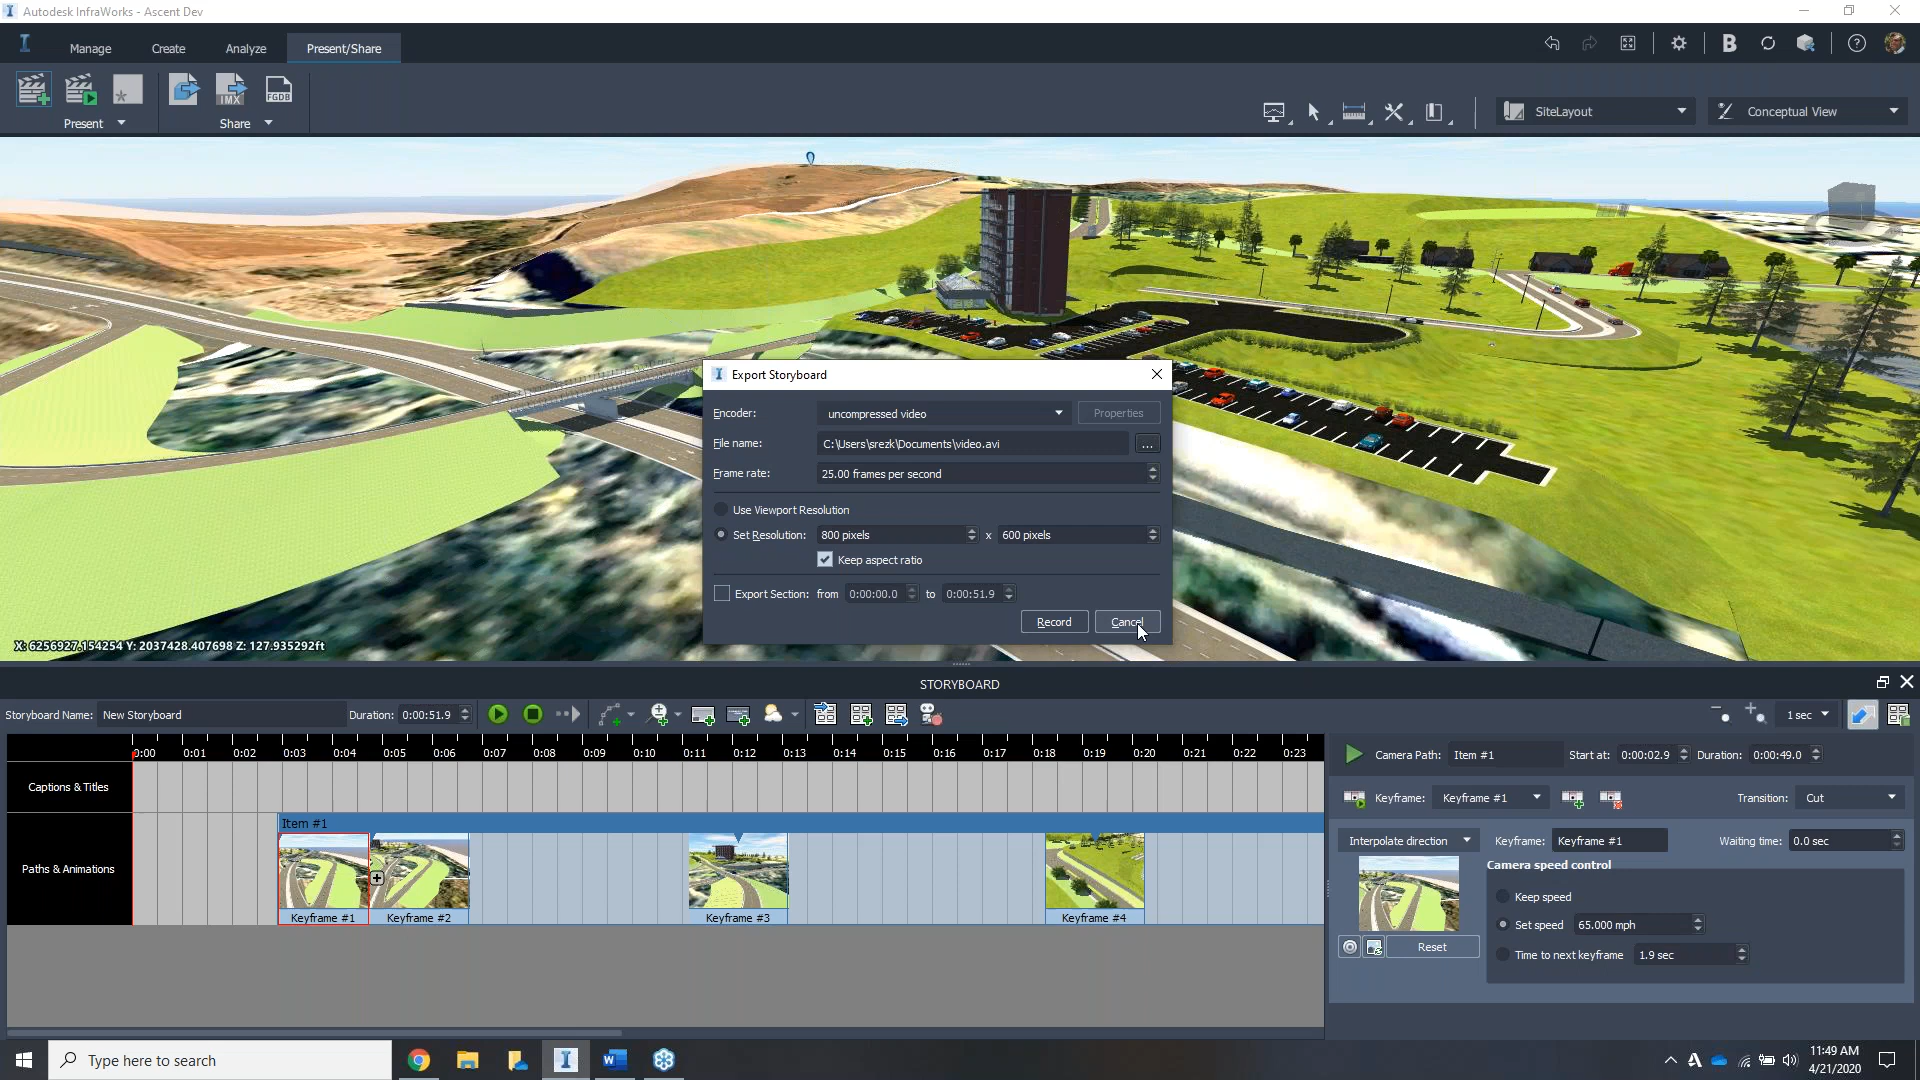 Autodesk InfraWorks - Ascent Dev
Manage Create Analyze Present/Share
IMX FGDB
Present Share
SiteLayout Conceptual View
Export Storyboard
Encoder: uncompressed video Properties
File name: C:\Users\srezk\Documents\video.avi ...
Frame rate: 25.00 frames per second
Use Viewport Resolution
Set Resolution: 800 pixels x 600 pixels
Keep aspect ratio
Export Section: from 0:00:00.0 to 0:00:51.9
Record Cancel
X: 6256927.154254 Y: 2037428.407698 Z: 127.935292ft
STORYBOARD
Storyboard Name: New Storyboard Duration: 0:00:51.9 1 sec
0:00 0:01 0:02 0:03 0:04 0:05 0:06 0:07 0:08 0:09 0:10 0:11 0:12 0:13 0:14 0:15 0:16 0:17 0:18 0:19 0:20 0:21 0:22 0:23
Camera Path: Item #1 Start at: 0:00:02.9 Duration: 0:00:49.0
Captions & Titles
Keyframe: Keyframe #1 Transition: Cut
Item #1
Interpolate direction Keyframe: Keyframe #1 Waiting time: 0.0 sec
Paths & Animations
Camera speed control
Keep speed
Keyframe #1 Keyframe #2 Keyframe #3 Keyframe #4
Set speed 65.000 mph
Reset
Time to next keyframe 1.9 sec
Type here to search
11:49 AM
4/21/2020